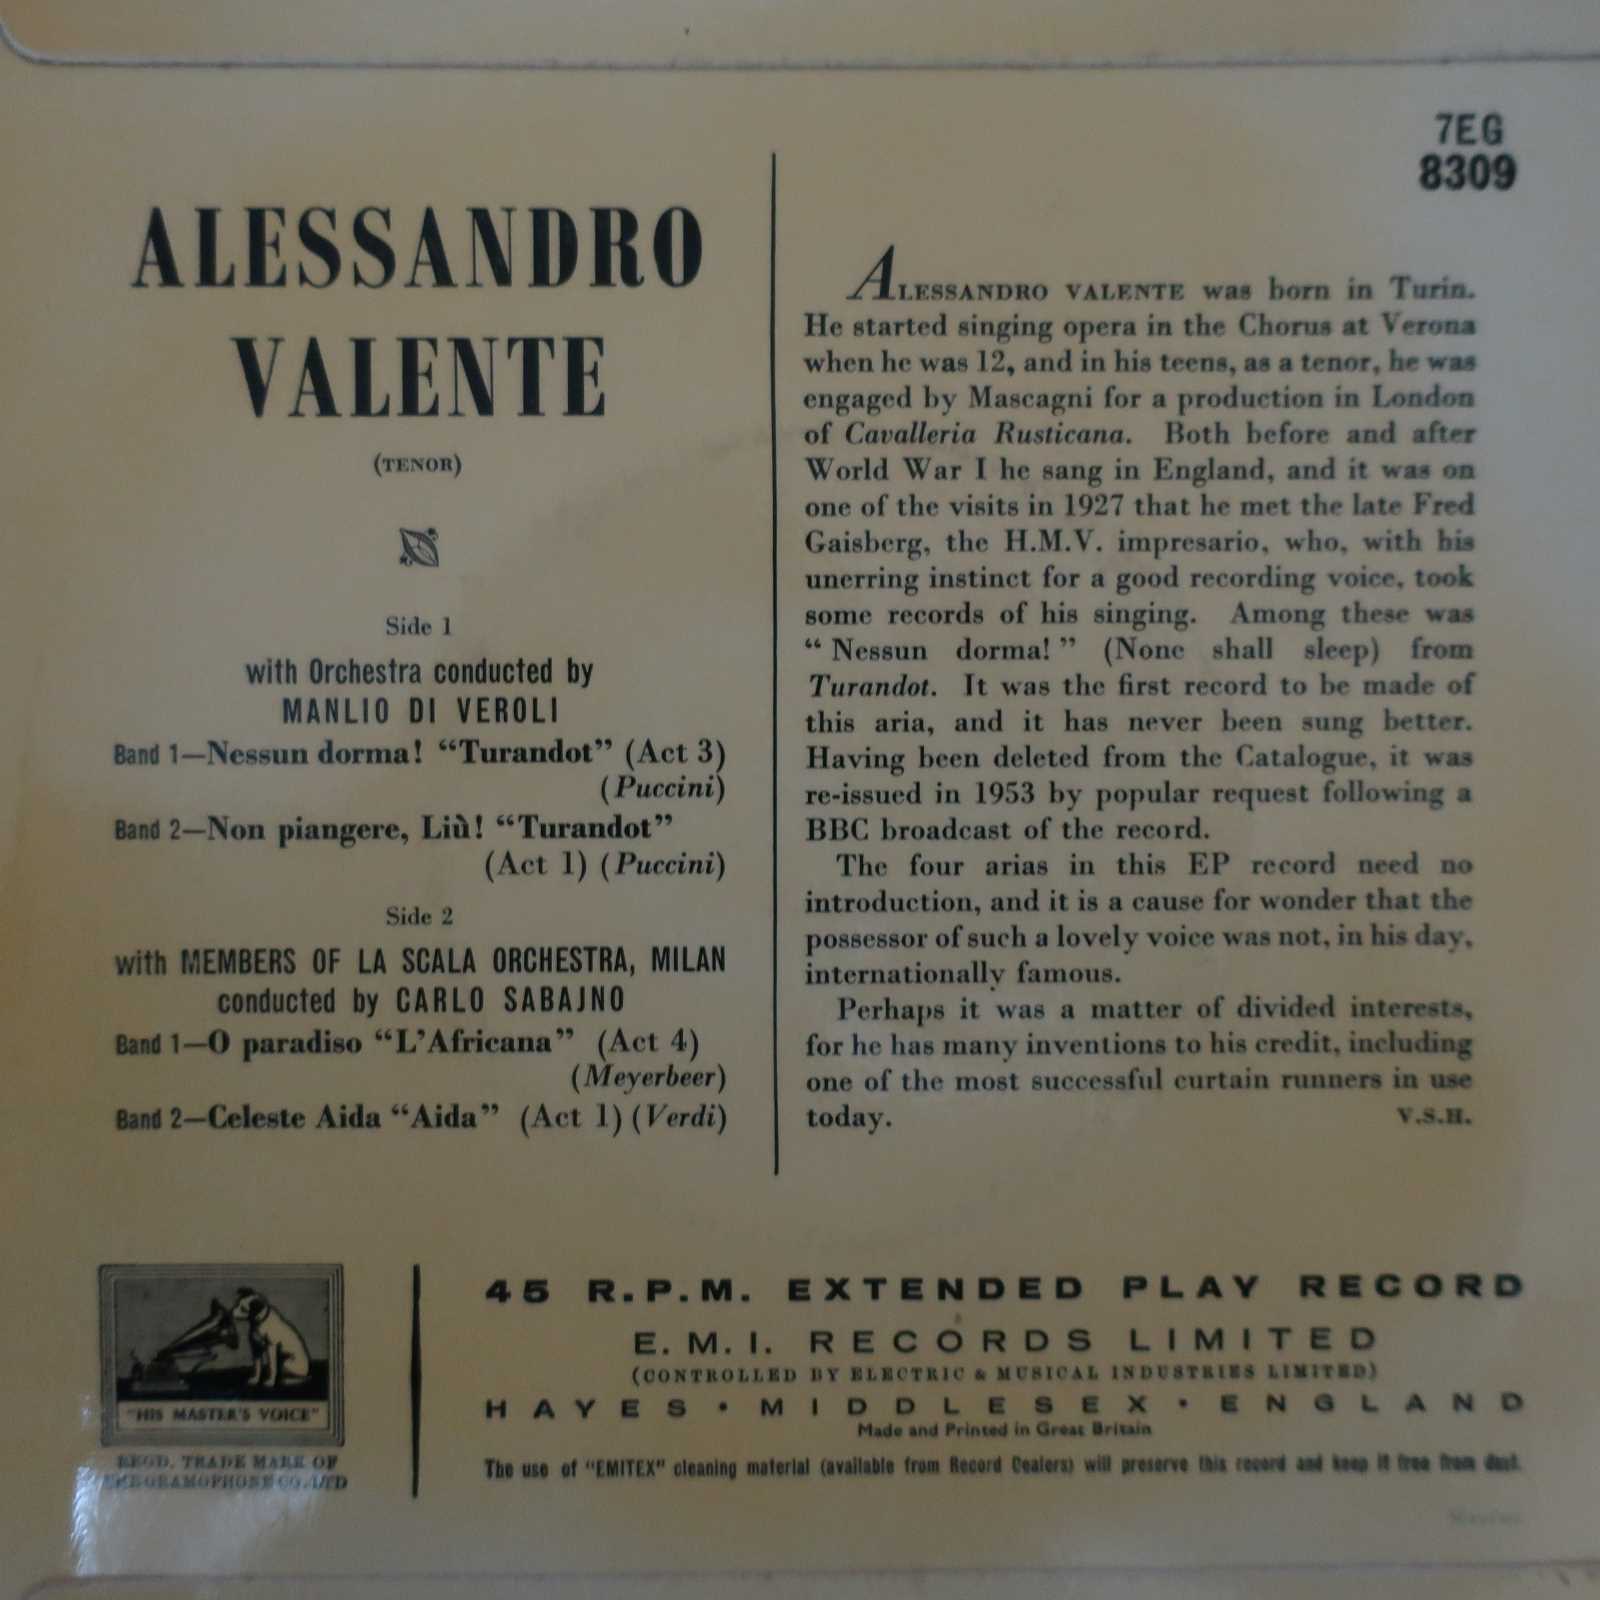 7EG
8309
ALESSANDRO
VALENTE
(TENOR)
Side 1
with Orchestra conducted by
MANLIO DI VEROLI
Band 1—Nessun dorma! “Turandot” (Act 3)
(Puccini)
Band 2—Non piangere, Liù! “Turandot”
(Act 1) (Puccini)
Side 2
with MEMBERS OF LA SCALA ORCHESTRA, MILAN
conducted by CARLO SABAJNO
Band 1—O paradiso “L’Africana” (Act 4)
(Meyerbeer)
Band 2—Celeste Aida “Aida” (Act 1) (Verdi)
ALESSANDRO VALENTE was born in Turin.
He started singing opera in the Chorus at Verona
when he was 12, and in his teens, as a tenor, he was
engaged by Mascagni for a production in London
of Cavalleria Rusticana. Both before and after
World War I he sang in England, and it was on
one of the visits in 1927 that he met the late Fred
Gaisberg, the H.M.V. impresario, who, with his
unerring instinct for a good recording voice, took
some records of his singing. Among these was
“Nessun dorma!” (None shall sleep) from
Turandot. It was the first record to be made of
this aria, and it has never been sung better.
Having been deleted from the Catalogue, it was
re-issued in 1953 by popular request following a
BBC broadcast of the record.
The four arias in this EP record need no
introduction, and it is a cause for wonder that the
possessor of such a lovely voice was not, in his day,
internationally famous.
Perhaps it was a matter of divided interests,
for he has many inventions to his credit, including
one of the most successful curtain runners in use
today. V.S.H.
"HIS MASTER'S VOICE"
REGD. TRADE MARK OF
THE GRAMOPHONE CO. LTD
45 R.P.M. EXTENDED PLAY RECORD
E.M.I. RECORDS LIMITED
(CONTROLLED BY ELECTRIC & MUSICAL INDUSTRIES LIMITED)
HAYES · MIDDLESEX · ENGLAND
Made and Printed in Great Britain
The use of "EMITEX" cleaning material (available from Record Dealers) will preserve this record and keep it free from dust.